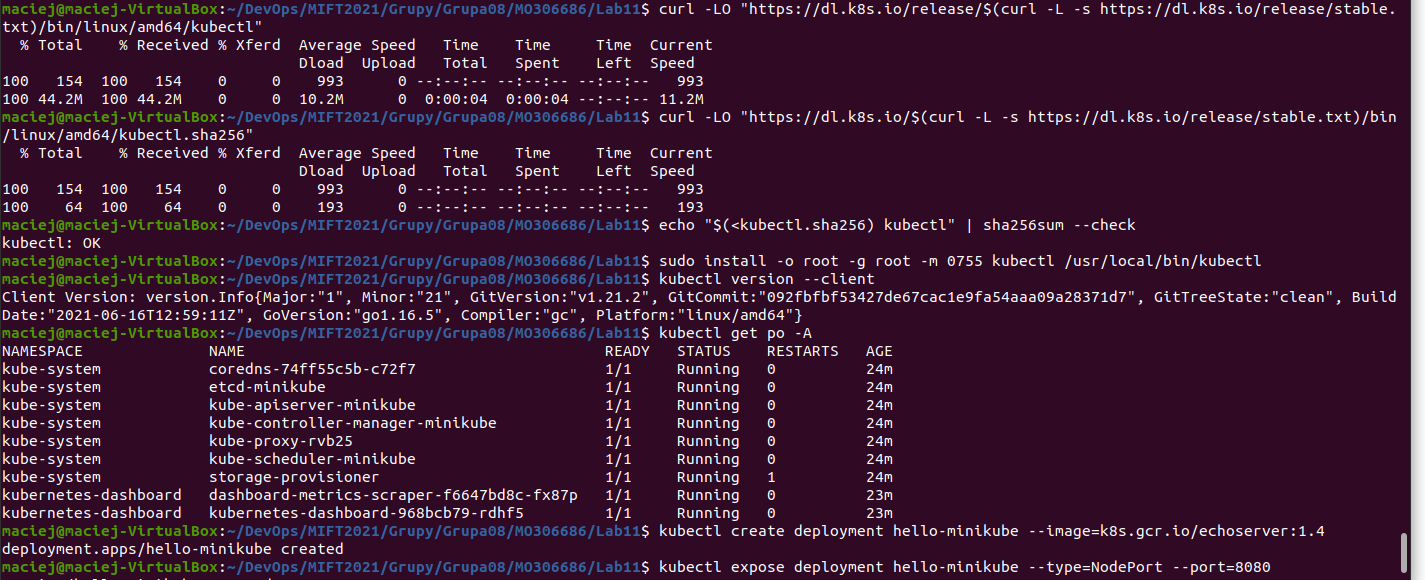 maciej@maciej-VirtualBox:~/DevOps/MIFT2021/Grupy/Grupa08/MO306686/Lab11$ curl -LO "https://dl.k8s.io/release/$(curl -L -s https://dl.k8s.io/release/stable.
txt)/bin/linux/amd64/kubectl"
  % Total    % Received % Xferd  Average Speed   Time    Time     Time  Current
                                 Dload  Upload   Total   Spent    Left  Speed
100   154  100   154    0     0    993      0 --:--:-- --:--:-- --:--:--   993
100 44.2M  100 44.2M    0     0  10.2M      0  0:00:04  0:00:04 --:--:-- 11.2M
maciej@maciej-VirtualBox:~/DevOps/MIFT2021/Grupy/Grupa08/MO306686/Lab11$ curl -LO "https://dl.k8s.io/$(curl -L -s https://dl.k8s.io/release/stable.txt)/bin
/linux/amd64/kubectl.sha256"
  % Total    % Received % Xferd  Average Speed   Time    Time     Time  Current
                                 Dload  Upload   Total   Spent    Left  Speed
100   154  100   154    0     0    993      0 --:--:-- --:--:-- --:--:--   993
100    64  100    64    0     0    193      0 --:--:-- --:--:-- --:--:--   193
maciej@maciej-VirtualBox:~/DevOps/MIFT2021/Grupy/Grupa08/MO306686/Lab11$ echo "$(<kubectl.sha256) kubectl" | sha256sum --check
kubectl: OK
maciej@maciej-VirtualBox:~/DevOps/MIFT2021/Grupy/Grupa08/MO306686/Lab11$ sudo install -o root -g root -m 0755 kubectl /usr/local/bin/kubectl
maciej@maciej-VirtualBox:~/DevOps/MIFT2021/Grupy/Grupa08/MO306686/Lab11$ kubectl version --client
Client Version: version.Info{Major:"1", Minor:"21", GitVersion:"v1.21.2", GitCommit:"092fbfbf53427de67cac1e9fa54aaa09a28371d7", GitTreeState:"clean", Build
Date:"2021-06-16T12:59:11Z", GoVersion:"go1.16.5", Compiler:"gc", Platform:"linux/amd64"}
maciej@maciej-VirtualBox:~/DevOps/MIFT2021/Grupy/Grupa08/MO306686/Lab11$ kubectl get po -A
NAMESPACE              NAME                                        READY   STATUS    RESTARTS   AGE
kube-system            coredns-74ff55c5b-c72f7                     1/1     Running   0          24m
kube-system            etcd-minikube                               1/1     Running   0          24m
kube-system            kube-apiserver-minikube                     1/1     Running   0          24m
kube-system            kube-controller-manager-minikube            1/1     Running   0          24m
kube-system            kube-proxy-rvb25                            1/1     Running   0          24m
kube-system            kube-scheduler-minikube                     1/1     Running   0          24m
kube-system            storage-provisioner                         1/1     Running   1          24m
kubernetes-dashboard   dashboard-metrics-scraper-f6647bd8c-fx87p   1/1     Running   0          23m
kubernetes-dashboard   kubernetes-dashboard-968bcb79-rdhf5         1/1     Running   0          23m
maciej@maciej-VirtualBox:~/DevOps/MIFT2021/Grupy/Grupa08/MO306686/Lab11$ kubectl create deployment hello-minikube --image=k8s.gcr.io/echoserver:1.4
deployment.apps/hello-minikube created
maciej@maciej-VirtualBox:~/DevOps/MIFT2021/Grupy/Grupa08/MO306686/Lab11$ kubectl expose deployment hello-minikube --type=NodePort --port=8080